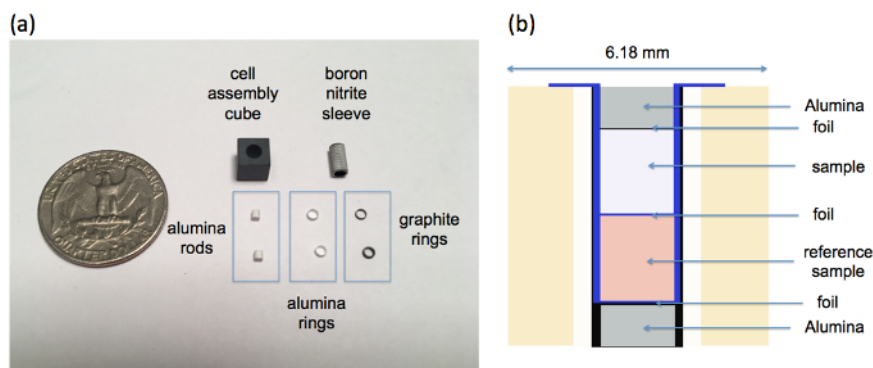 (a)
cell
assembly
cube
boron
nitrite
sleeve
alumina
rods
graphite
rings
alumina
rings
(b)
6.18 mm
Alumina
foil
sample
foil
reference
sample
foil
Alumina